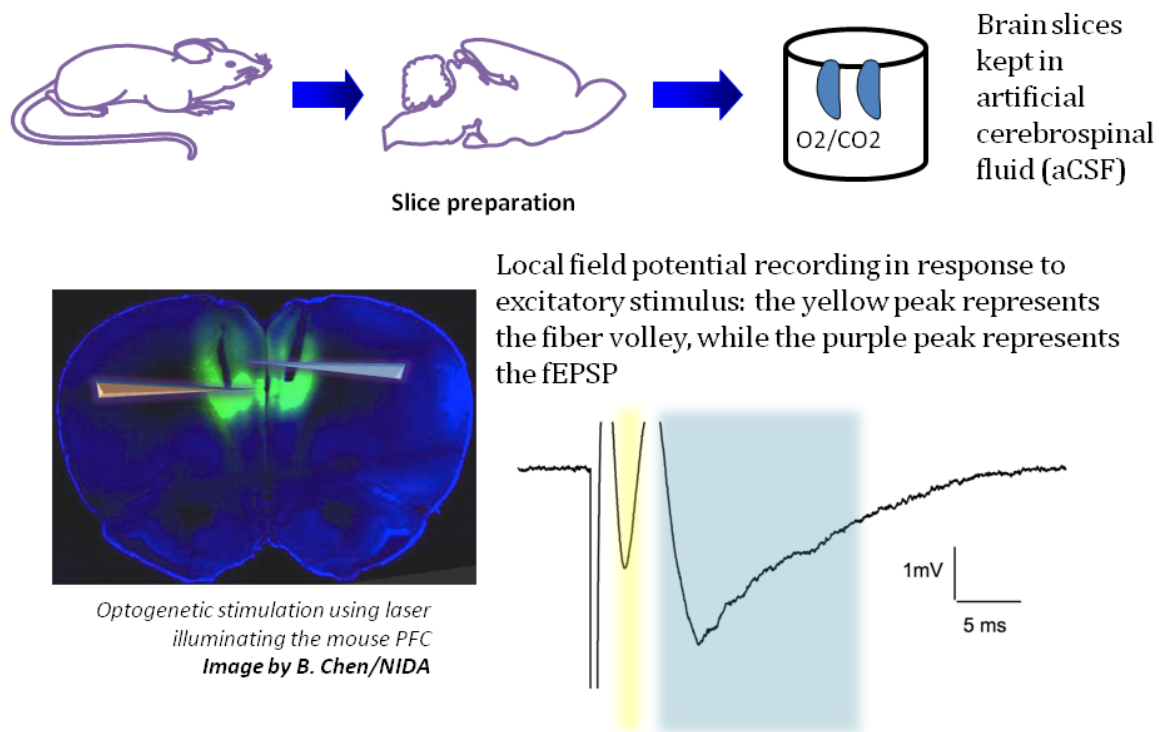 Brain slices
kept in
artificial
cerebrospinal
fluid (aCSF)
O2/CO2
Slice preparation
Local field potential recording in response to
excitatory stimulus: the yellow peak represents
the fiber volley, while the purple peak represents
the fEPSP
1mV
5 ms
Optogenetic stimulation using laser
illuminating the mouse PFC
Image by B. Chen/NIDA